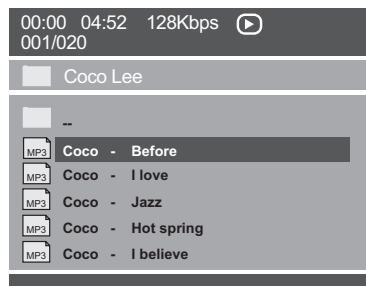 00:00 04:52 128Kbps
001/020
Coco Lee
--
MP3 Coco - Before
MP3 Coco - I love
MP3 Coco - Jazz
MP3 Coco - Hot spring
MP3 Coco - I believe